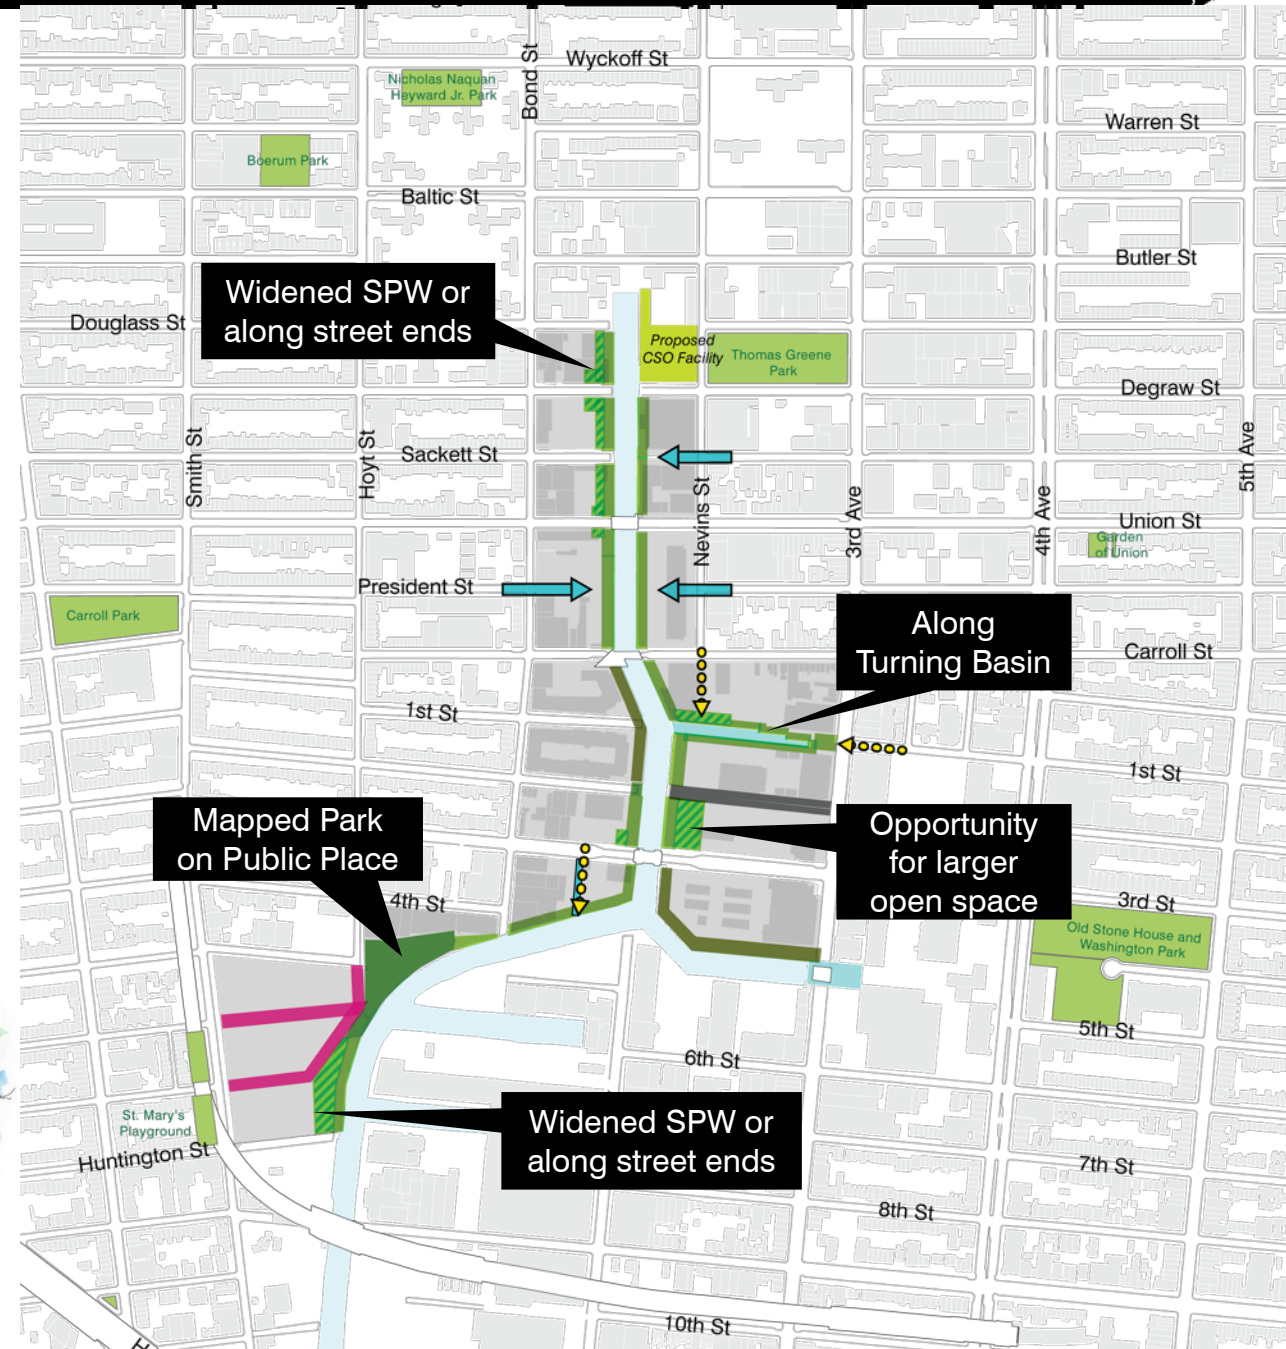 Wyckoff St
Bond St
Nicholas Naquan
Heyward Jr. Park
Warren St
Boerum Park
Baltic St
Butler St
Widened SPW or
along street ends
Douglass St
Proposed
CSO Facility
Thomas Greene
Park
Degraw St
Smith St
Hoyt St
Sackett St
Nevins St
3rd Ave
4th Ave
5th Ave
Union St
Garden
of Union
President St
Carroll Park
Along
Turning Basin
Carroll St
1st St
1st St
Mapped Park
on Public Place
Opportunity
for larger
open space
4th St
3rd St
Old Stone House and
Washington Park
5th St
6th St
St. Mary's
Playground
Widened SPW or
along street ends
Huntington St
7th St
8th St
10th St